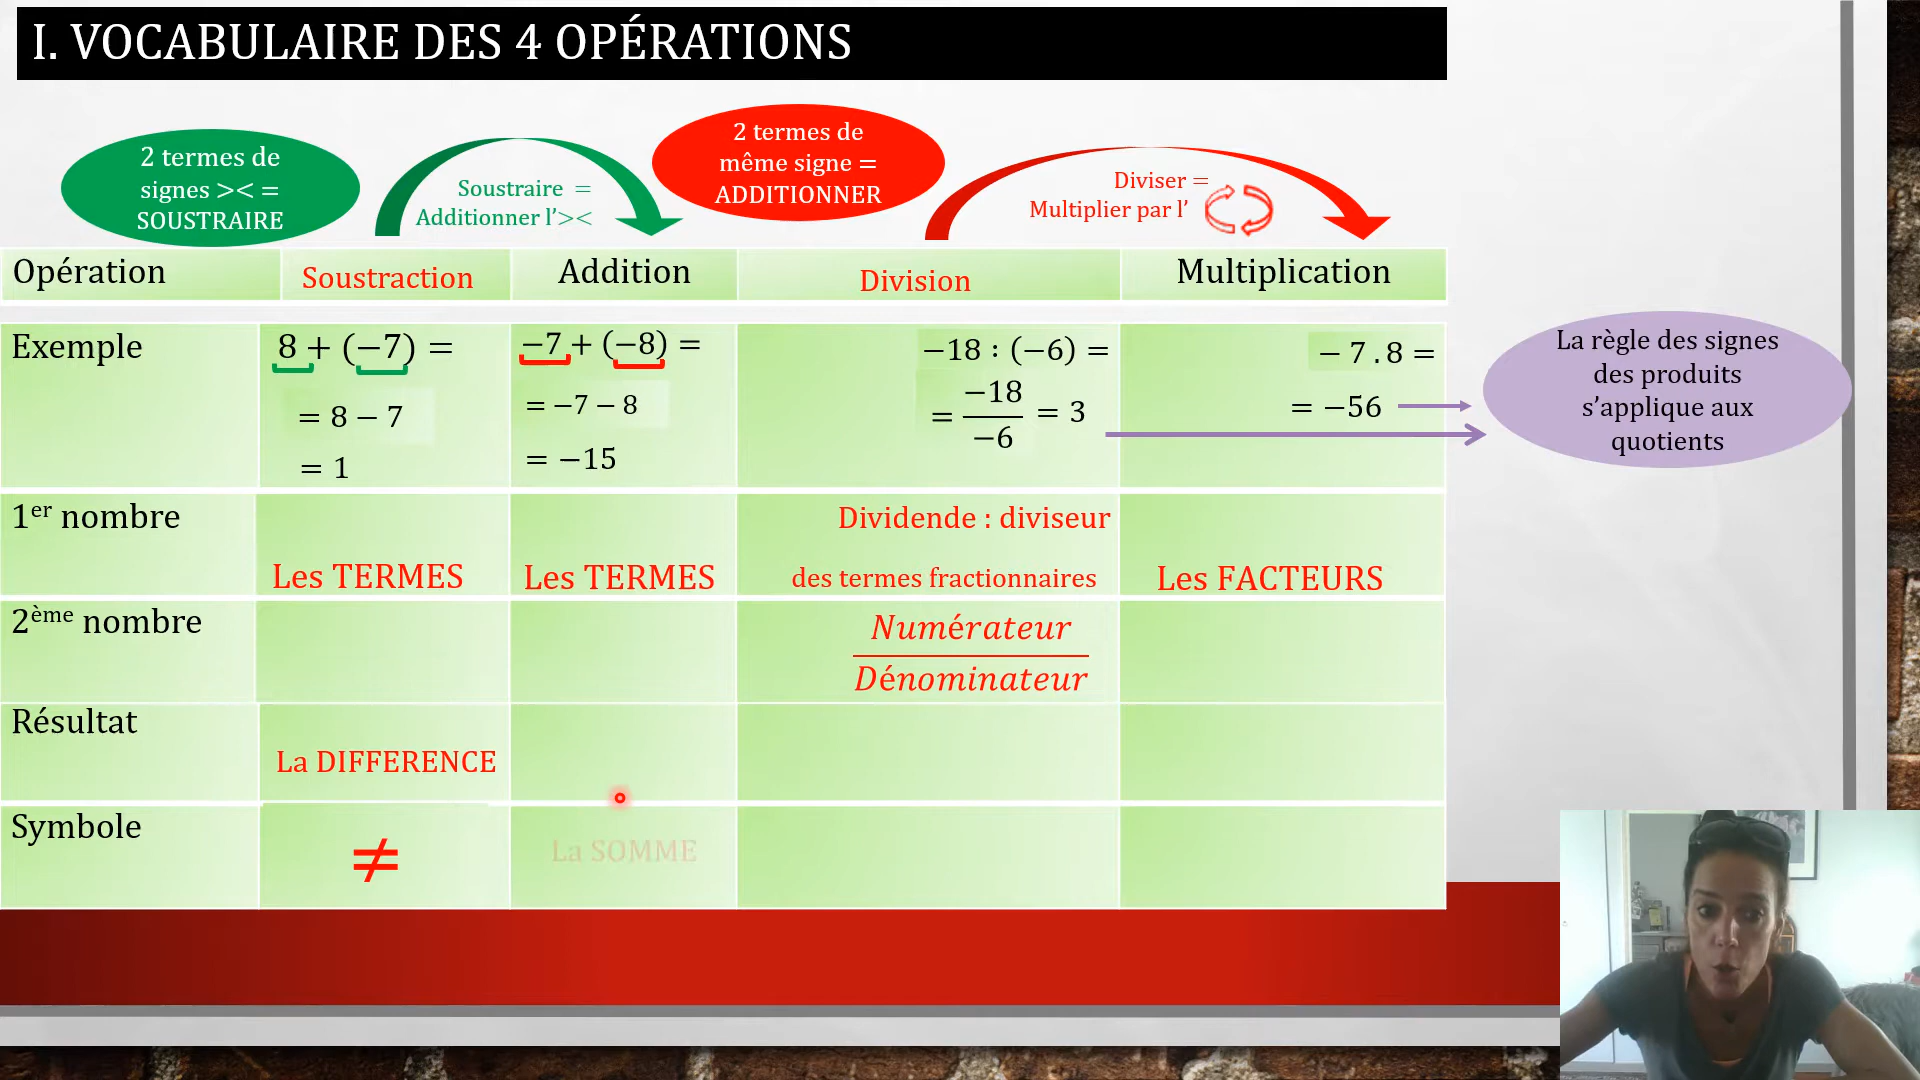 I. VOCABULAIRE DES 4 OPÉRATIONS
2 termes de
signes >< =
SOUSTRAIRE
Soustraire =
Additionner l'><
2 termes de
même signe =
ADDITIONNER
Diviser =
Multiplier par l'
Opération Soustraction Addition Division Multiplication
Exemple
8 + (−7) =
= 8 − 7
= 1
−7 + (−8) =
= −7 − 8
= −15
−18 : (−6) =
= −18/−6 = 3
− 7 . 8 =
= −56
La règle des signes
des produits
s'applique aux
quotients
1er nombre
Les TERMES
Les TERMES
Dividende : diviseur
des termes fractionnaires
Les FACTEURS
2ème nombre
Numérateur
Dénominateur
Résultat
La DIFFERENCE
Symbole
≠
La SOMME